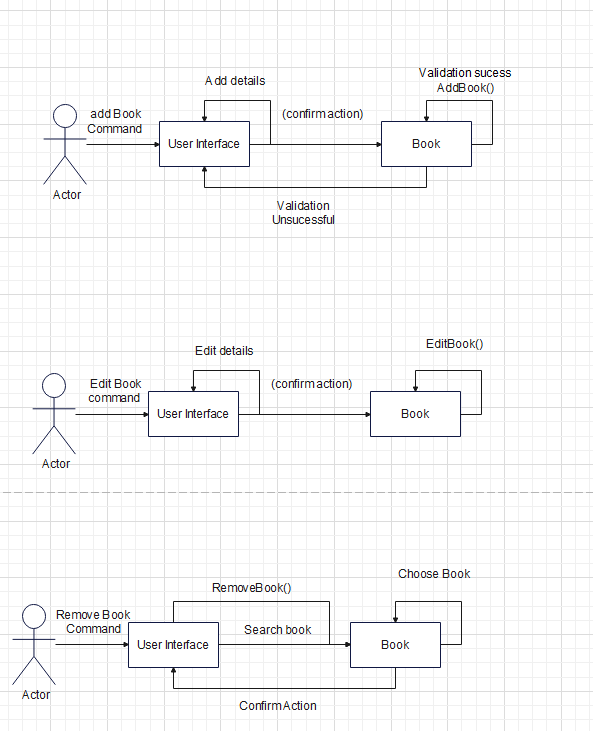 Validation sucess
AddBook()
Add details
add Book
Command
(confirm action)
User Interface
Book
Actor
Validation
Unsucessful
EditBook()
Edit details
Edit Book
command
(confirm action)
User Interface
Book
Actor
Choose Book
RemoveBook()
Remove Book
Command
Search book
User Interface
Book
Actor
ConfirmAction